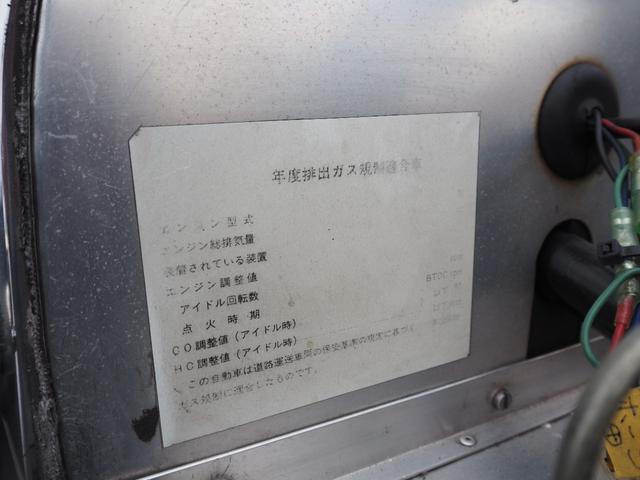 年度排出ガス規制適合車
エンジン型式
エンジン総排気量
装着されている装置
エンジン調整値
アイドル回転数 rpm
点火時期 BTDC
CO調整値(アイドル時)
HC調整値(アイドル時)
この自動車は道路運送車両の保安基準の規定に基づく
ガス規制に適合したものです。